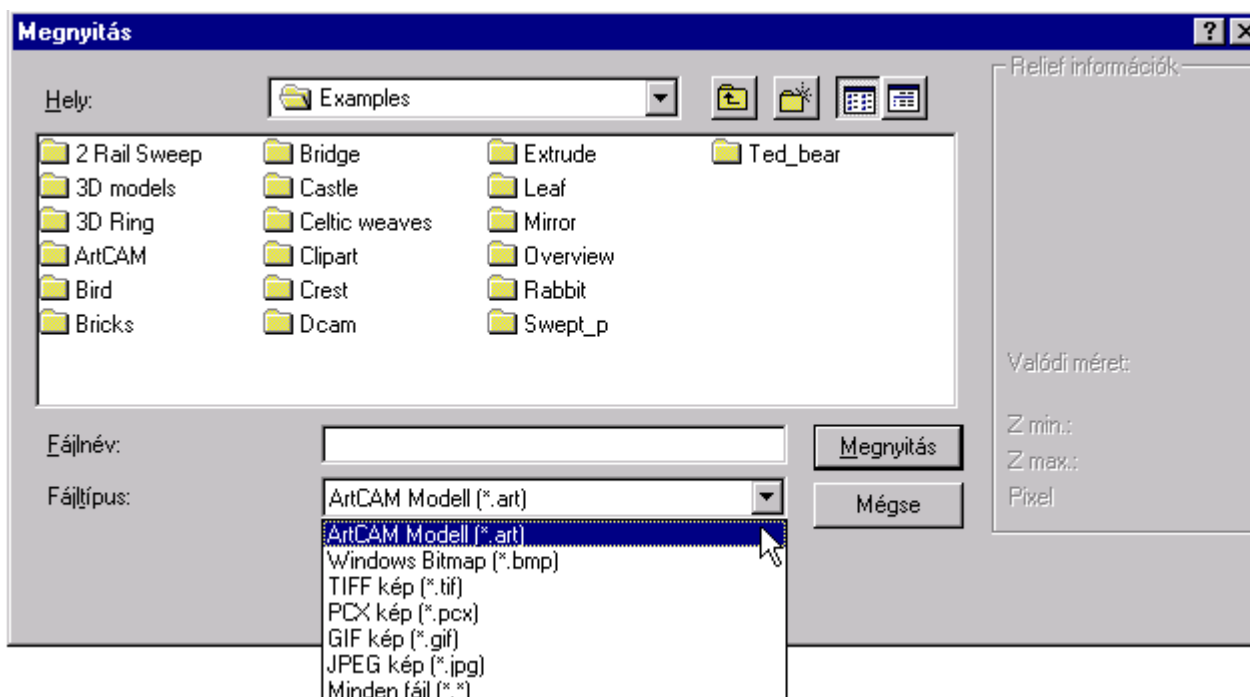 Megnyitás
Hely:
Examples
Relief információk
2 Rail Sweep
Bridge
Extrude
Ted_bear
3D models
Castle
Leaf
3D Ring
Celtic weaves
Mirror
ArtCAM
Clipart
Overview
Bird
Crest
Rabbit
Bricks
Dcam
Swept_p
Valódi méret:
Fájlnév:
Megnyitás
Z min.:
Z max.:
Fájltípus:
ArtCAM Modell (*.art)
Mégse
Pixel
ArtCAM Modell (*.art)
Windows Bitmap (*.bmp)
TIFF kép (*.tif)
PCX kép (*.pcx)
GIF kép (*.gif)
JPEG kép (*.jpg)
Minden fájl (*.*)